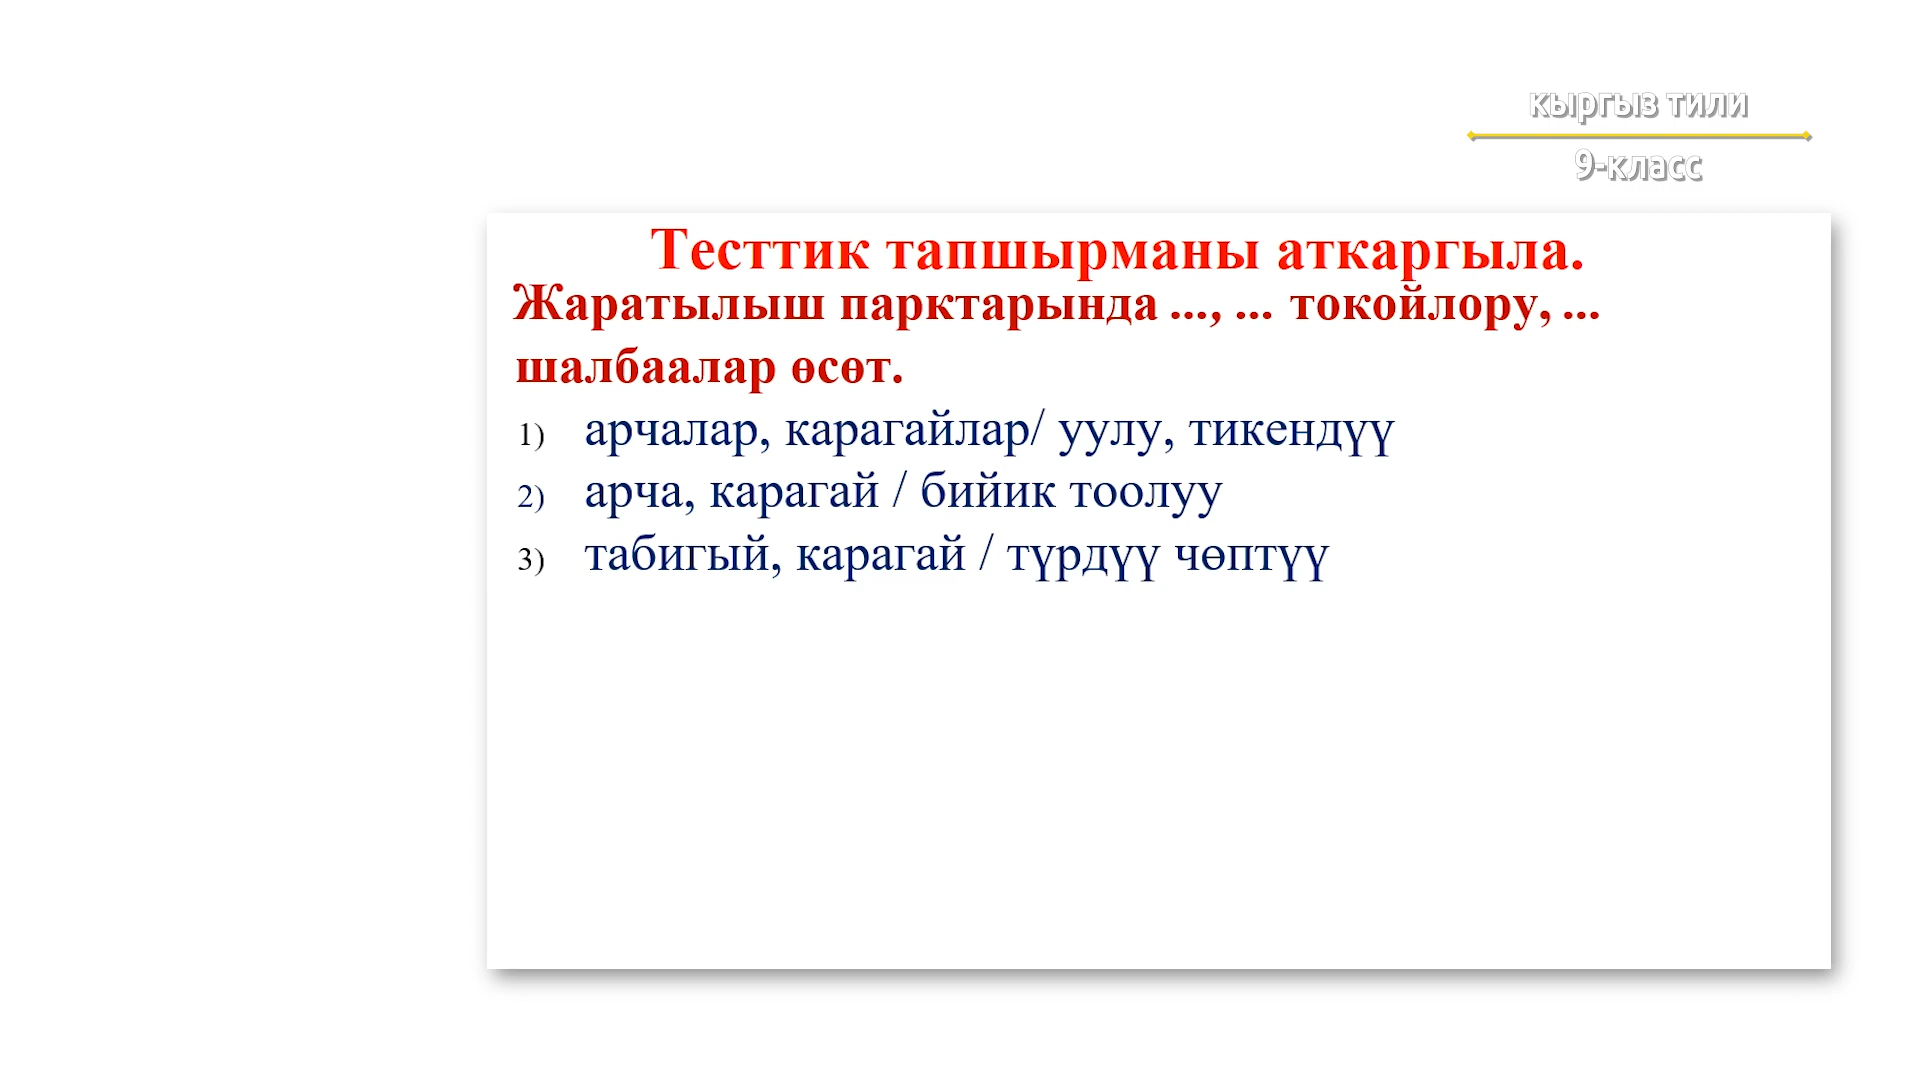 кыргыз тили
9-класс
Тесттик тапшырманы аткаргыла.
Жаратылыш парктарында ..., ... токойлору, ...
шалбаалар өсөт.
1) арчалар, карагайлар/ уулу, тикендүү
2) арча, карагай / бийик тоолуу
3) табигый, карагай / түрдүү чөптүү